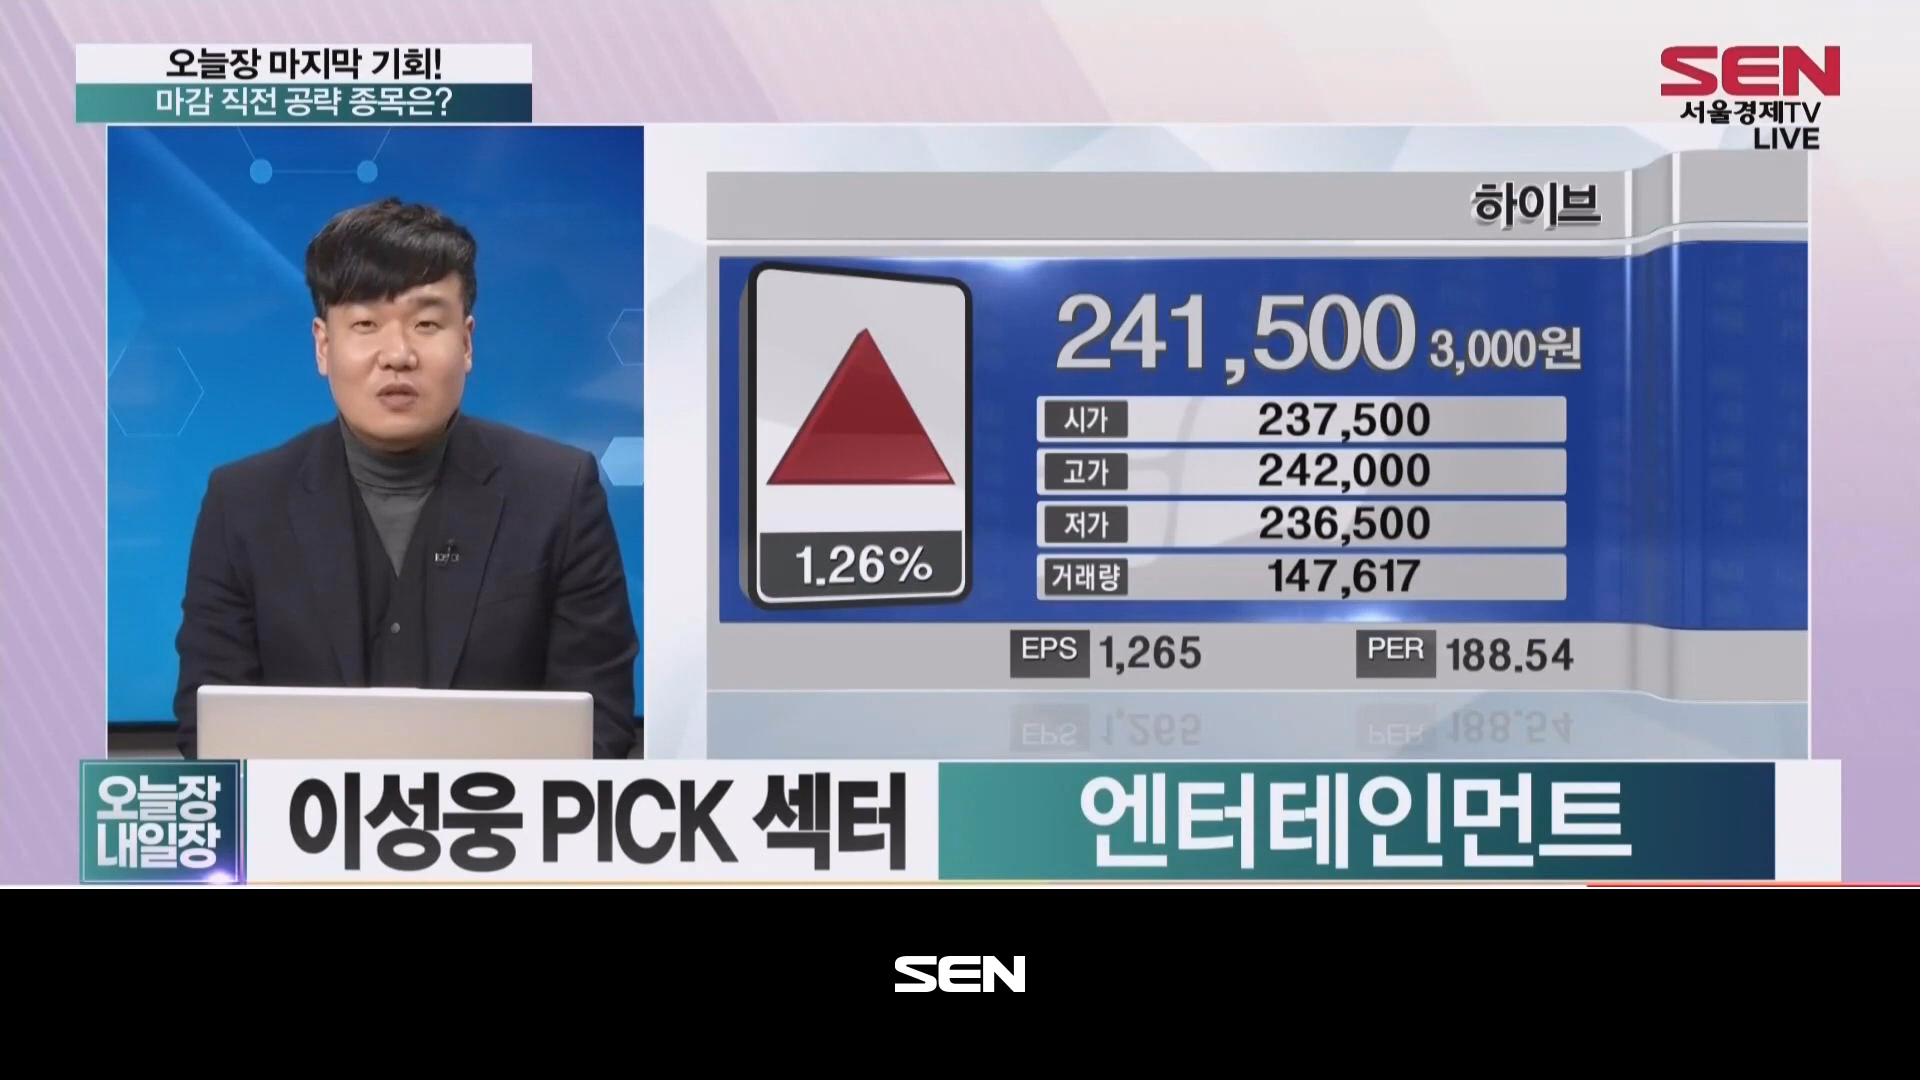 오늘장 마지막 기회!
마감 직전 공략 종목은?
SEN
서울경제TV
LIVE
하이브
241,500 3,000원
시가 237,500
고가 242,000
저가 236,500
거래량 147,617
1.26%
EPS 1,265 PER 188.54
오늘장
내일장
이성웅 PICK 섹터 엔터테인먼트
SEN